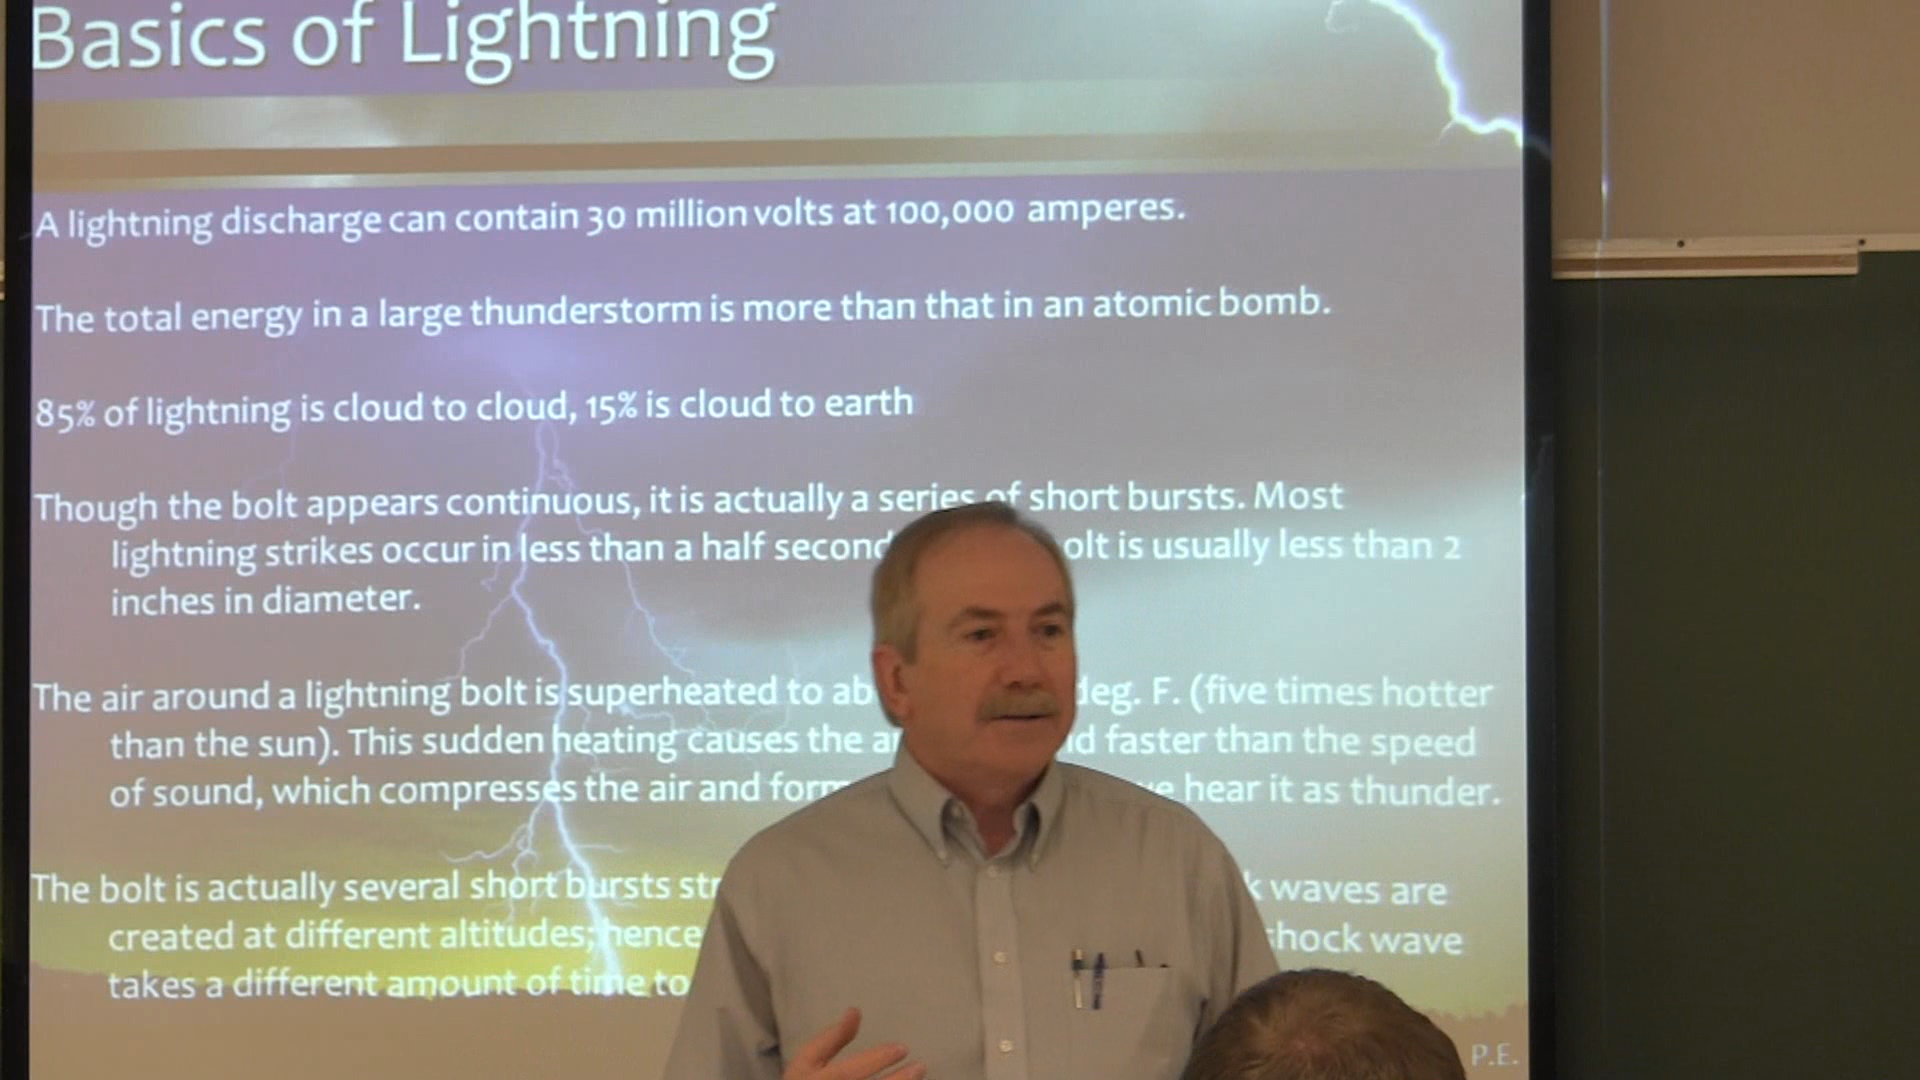 Basics of Lightning
A lightning discharge can contain 30 million volts at 100,000 amperes.
The total energy in a large thunderstorm is more than that in an atomic bomb.
85% of lightning is cloud to cloud, 15% is cloud to earth
Though the bolt appears continuous, it is actually a series of short bursts. Most
lightning strikes occur in less than a half second olt is usually less than 2
inches in diameter.
The air around a lightning bolt is superheated to ab deg. F. (five times hotter
than the sun). This sudden heating causes the a d faster than the speed
of sound, which compresses the air and form we hear it as thunder.
The bolt is actually several short bursts str k waves are
created at different altitudes; hence shock wave
takes a different amount of time to
P.E.